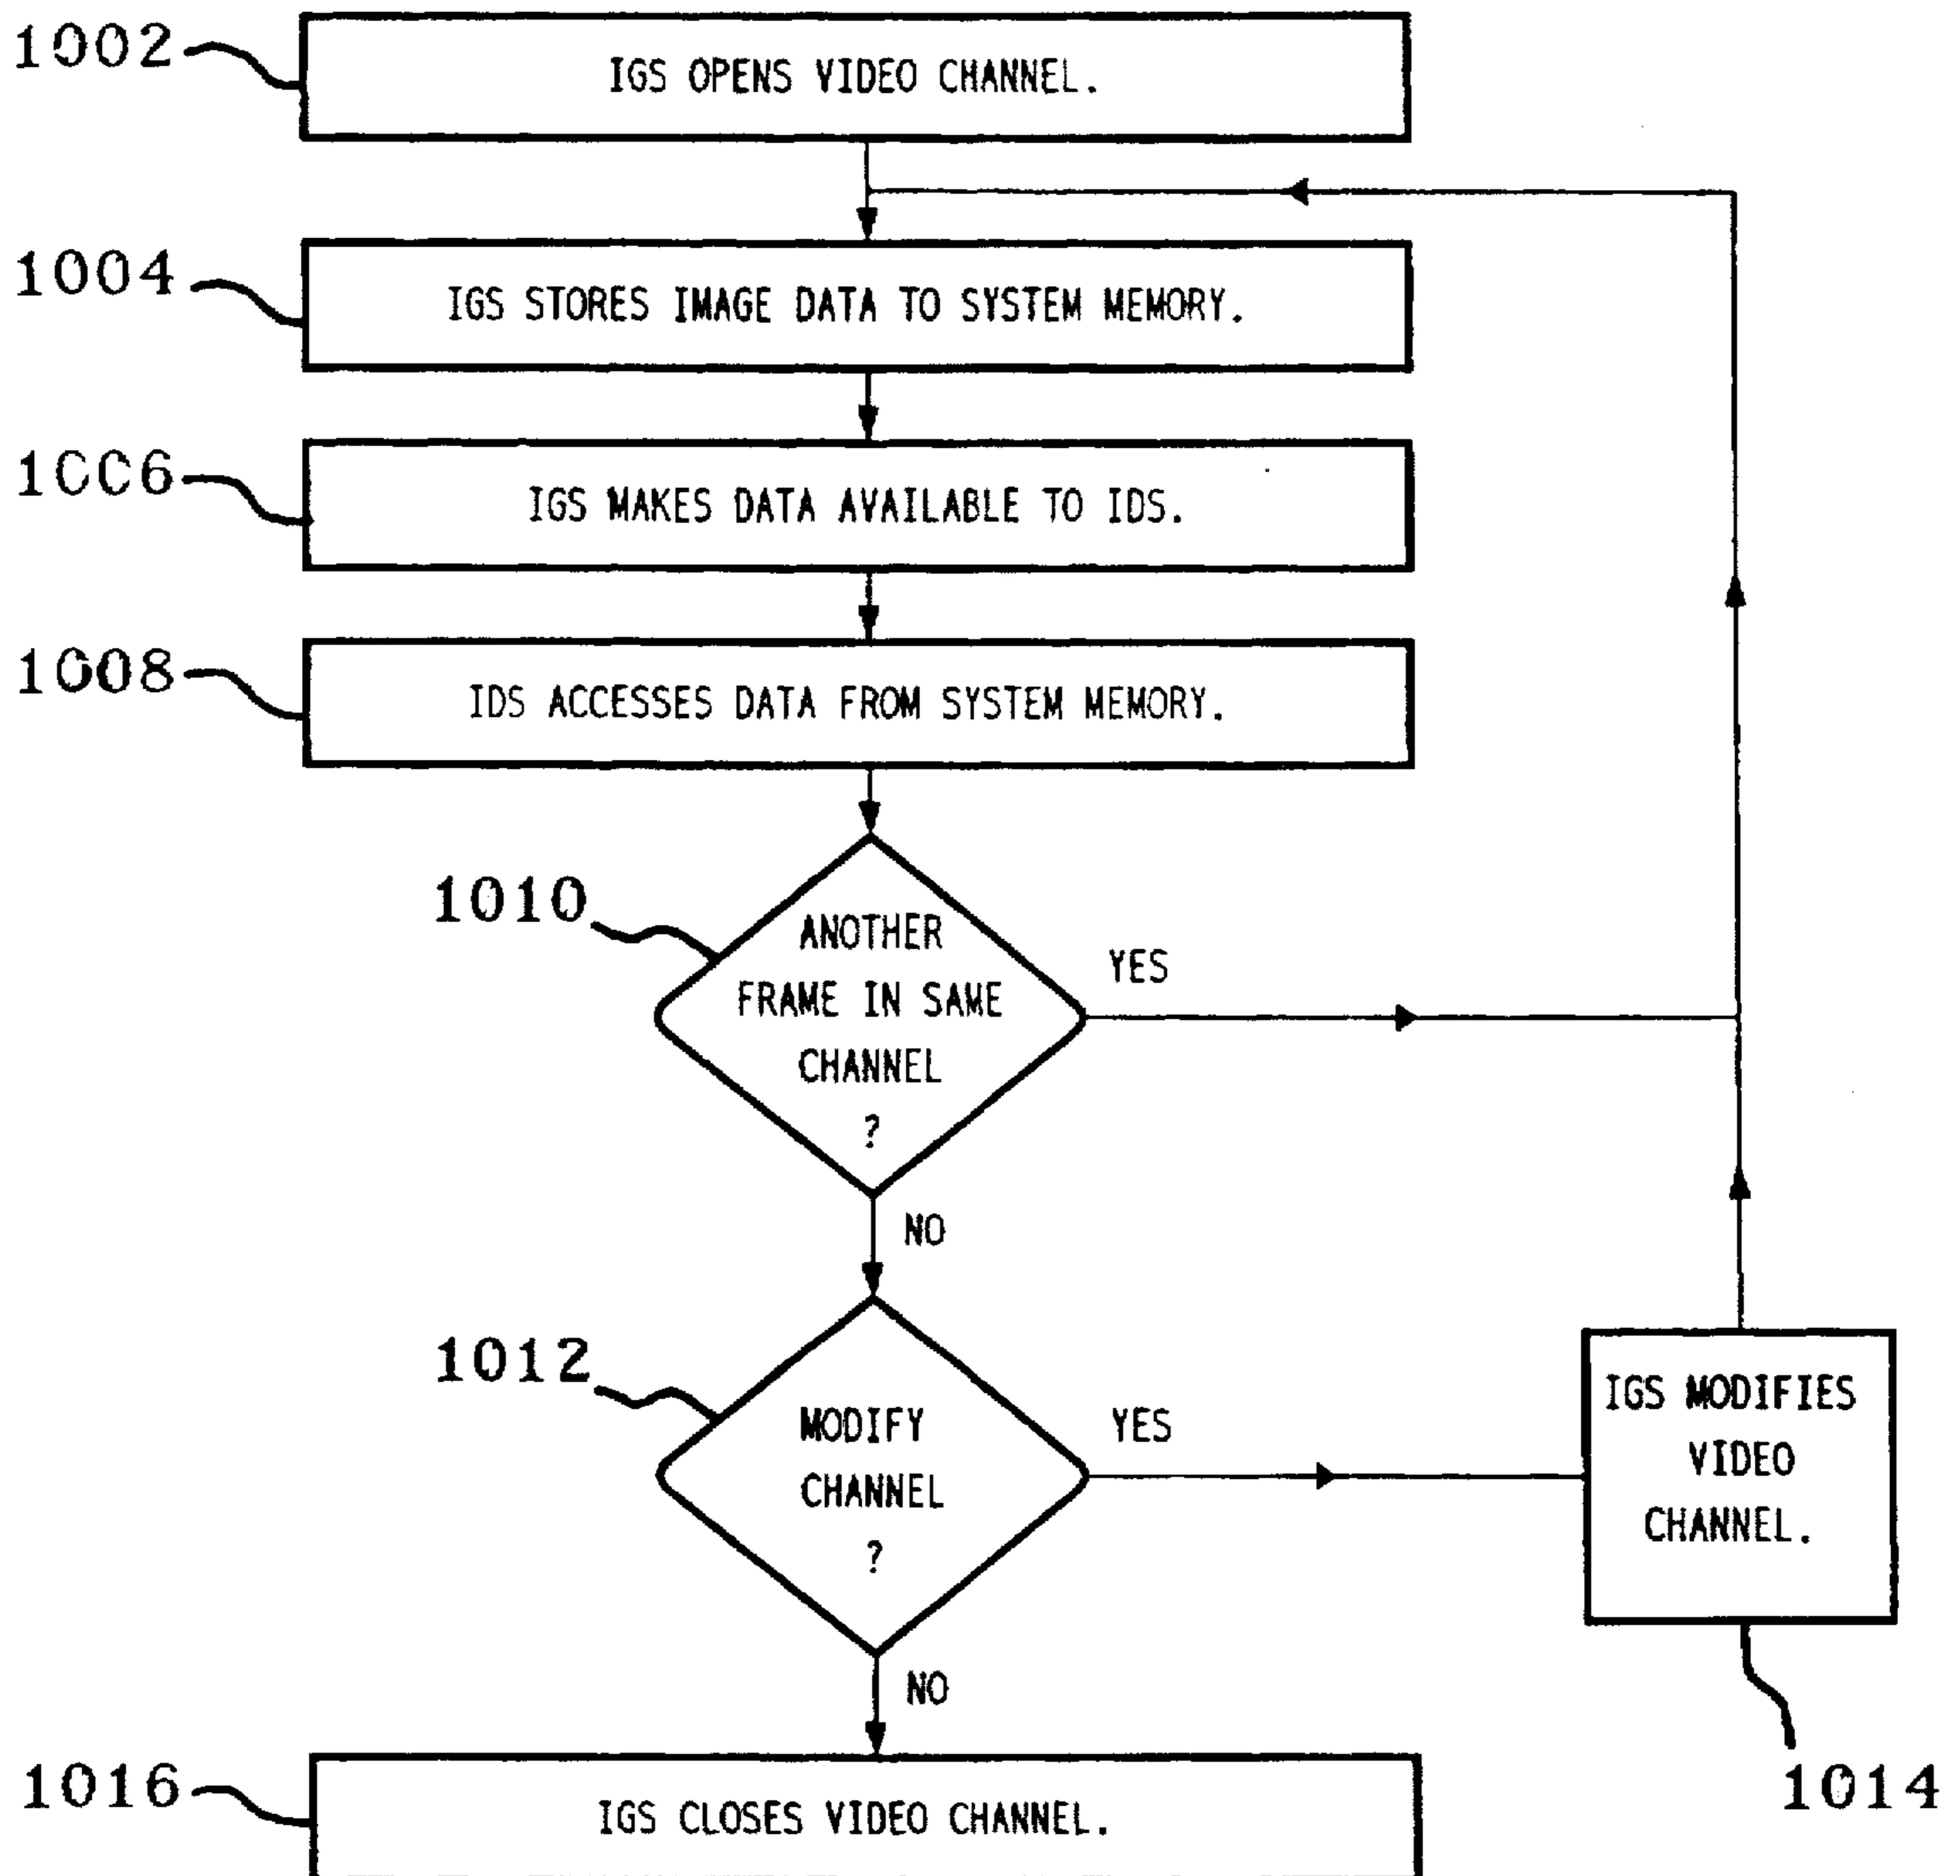 1002
IGS OPENS VIDEO CHANNEL.
1004
IGS STORES IMAGE DATA TO SYSTEM MEMORY.
1006
IGS MAKES DATA AVAILABLE TO IDS.
1008
IDS ACCESSES DATA FROM SYSTEM MEMORY.
1010
ANOTHER
FRAME IN SAME
CHANNEL
?
YES
NO
1012
MODIFY
CHANNEL
?
YES
IGS MODIFIES
VIDEO
CHANNEL.
1014
NO
1016
IGS CLOSES VIDEO CHANNEL.